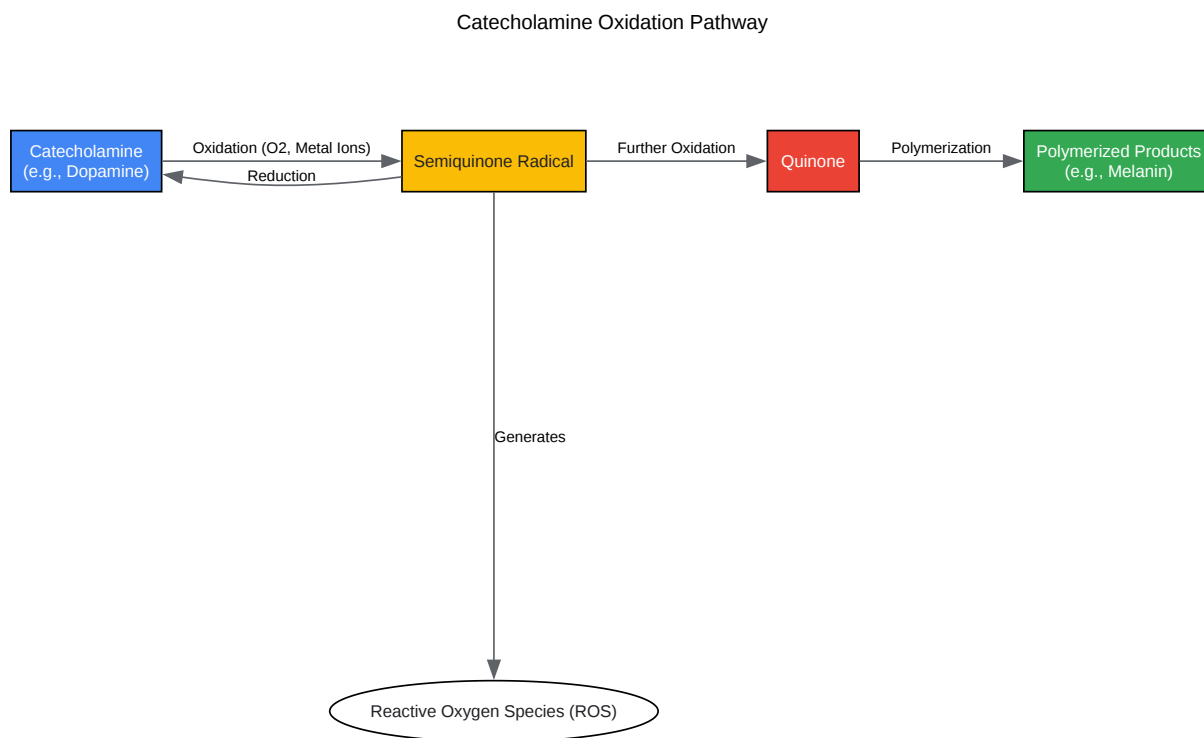 Catecholamine Oxidation Pathway
Catecholamine
(e.g., Dopamine)
Oxidation (O2, Metal Ions)
Reduction
Semiquinone Radical
Further Oxidation
Quinone
Polymerization
Polymerized Products
(e.g., Melanin)
Generates
Reactive Oxygen Species (ROS)